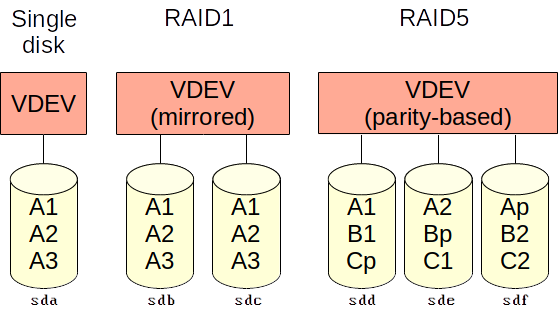 Single
disk
RAID1
RAID5
VDEV
VDEV
(mirrored)
VDEV
(parity-based)
A1
A2
A3
A1
A2
A3
A1
A2
A3
A1
B1
Cp
A2
Bp
C1
Ap
B2
C2
sda
sdb
sdc
sdd
sde
sdf